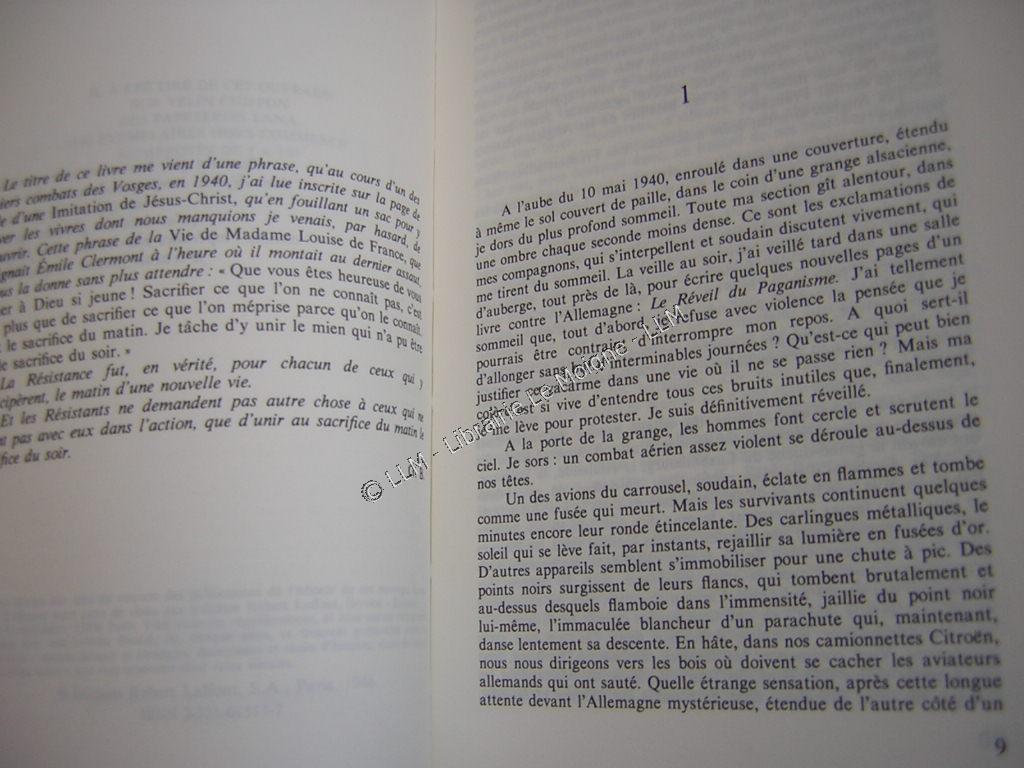 Le titre de ce livre me vient d'une phrase, qu'au cours d'un des
combats des Vosges, en 1940, j'ai lue inscrite sur la page de
d'une Imitation de Jésus-Christ, qu'en fouillant un sac pour y
les vivres dont nous manquions je venais, par hasard, de
Cette phrase de la Vie de Madame Louise de France, que
Émile Clermont à l'heure où il montait au dernier assaut,
la donne sans plus attendre : « Que vous êtes heureuse de vous
à Dieu si jeune ! Sacrifier ce que l'on ne connaît pas, c'est
plus que de sacrifier ce que l'on méprise parce qu'on le connaît.
le sacrifice du matin. Je tâche d'y unir le mien qui n'a pu être
le sacrifice du soir. »
La Résistance fut, en vérité, pour chacun de ceux qui y
le matin d'une nouvelle vie.
Et les Résistants ne demandent pas autre chose à ceux qui ne
pas avec eux dans l'action, que d'unir au sacrifice du matin le
du soir.
1
A l'aube du 10 mai 1940, enroulé dans une couverture, étendu
à même le sol couvert de paille, dans le coin d'une grange alsacienne,
je dors du plus profond sommeil. Toute ma section gît alentour, dans
une ombre chaque seconde moins dense. Ce sont les exclamations de
mes compagnons, qui s'interpellent et soudain discutent vivement, qui
me tirent du sommeil. La veille au soir, j'ai veillé tard dans une salle
d'auberge, tout près de là, pour écrire quelques nouvelles pages d'un
livre contre l'Allemagne : Le Réveil du Paganisme. J'ai tellement
sommeil que, tout d'abord, je refuse avec violence la pensée que je
pourrais être contraint d'interrompre mon repos. A quoi sert-il
d'allonger sans fin d'interminables journées ? Qu'est-ce qui peut bien
justifier ce vacarme dans une vie où il ne se passe rien ? Mais ma
colère est si vive d'entendre tous ces bruits inutiles que, finalement,
je me lève pour protester. Je suis définitivement réveillé.
A la porte de la grange, les hommes font cercle et scrutent le
ciel. Je sors : un combat aérien assez violent se déroule au-dessus de
nos têtes.
Un des avions du carrousel, soudain, éclate en flammes et tombe
comme une fusée qui meurt. Mais les survivants continuent quelques
minutes encore leur ronde étincelante. Des carlingues métalliques, le
soleil qui se lève fait, par instants, rejaillir sa lumière en fusées d'or.
D'autres appareils semblent s'immobiliser pour une chute à pic. Des
points noirs surgissent de leurs flancs, qui tombent brutalement et
au-dessus desquels flamboie dans l'immensité, jaillie du point noir
lui-même, l'immaculée blancheur d'un parachute qui, maintenant,
danse lentement sa descente. En hâte, dans nos camionnettes Citroën,
nous nous dirigeons vers les bois où doivent se cacher les aviateurs
allemands qui ont sauté. Quelle étrange sensation, après cette longue
attente devant l'Allemagne mystérieuse, étendue de l'autre côté d'un
9
© LLM - Librairie Le Moigne - LLM